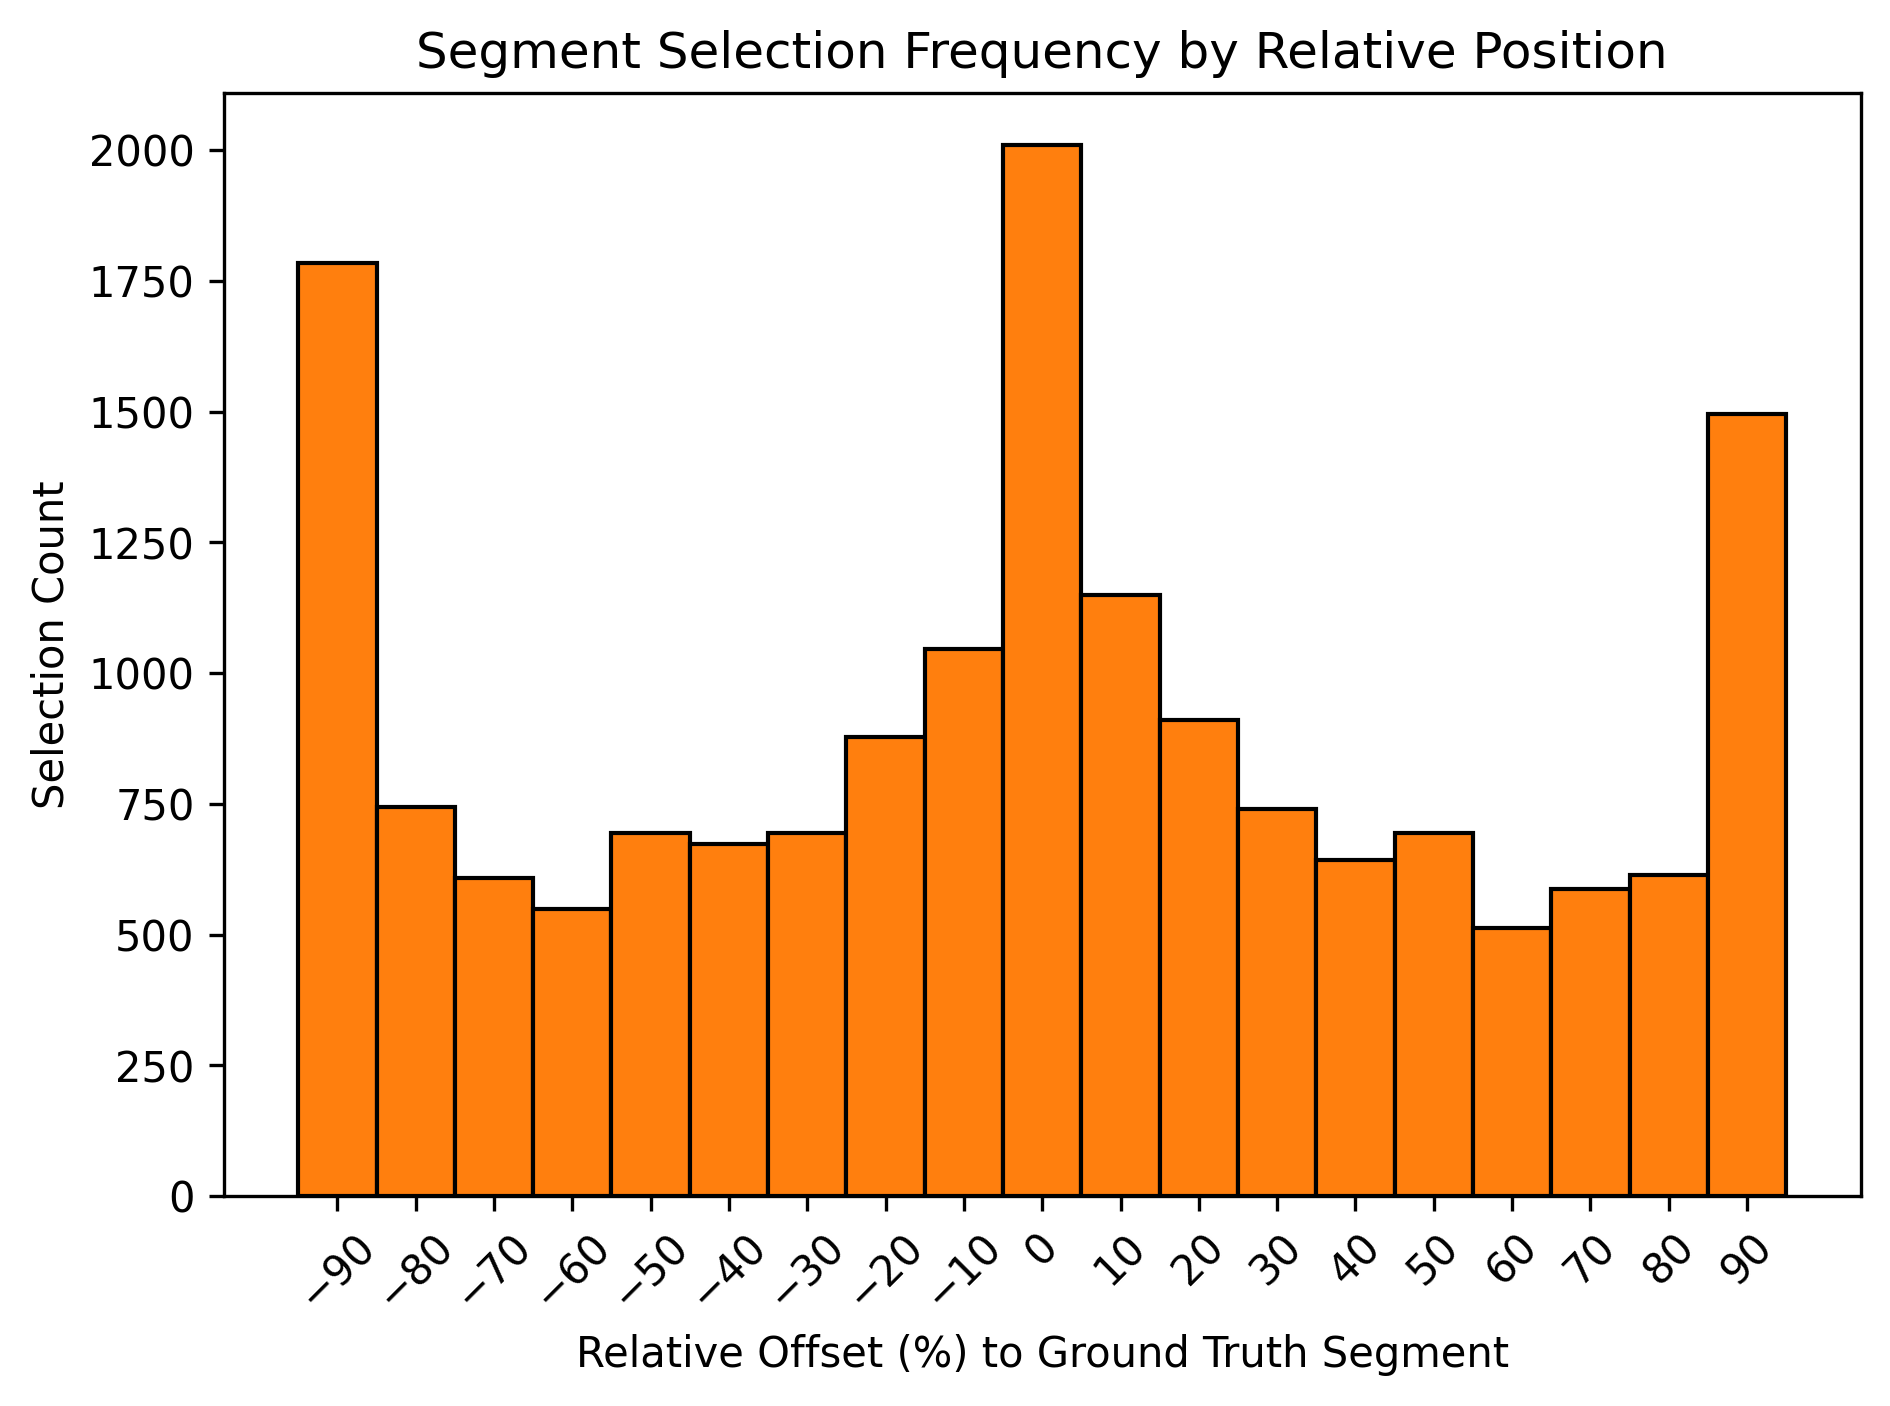 Segment Selection Frequency by Relative Position
2000
1750
1500
1250
1000
750
500
250
0
Selection Count
−90 −80 −70 −60 −50 −40 −30 −20 −10 0 10 20 30 40 50 60 70 80 90
Relative Offset (%) to Ground Truth Segment